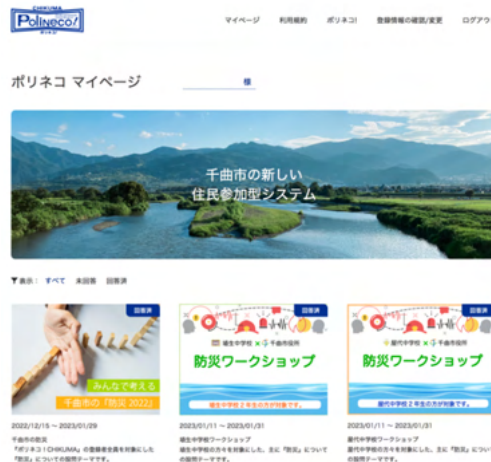 CHIKUMA
PoliNeco!
ポリネコ!
マイページ 利用規約 ポリネコ! 登録情報の確認/変更 ログアウ
ポリネコ マイページ 様
千曲市の新しい
住民参加型システム
表示: すべて 未回答 回答済
回答済
みんなで考える
千曲市の『防災 2022』
2022/12/15 ~ 2023/01/29
千曲市の防災
『ポリネコ!CHIKUMA』の登録者全員を対象にした
『防災』についての設問テーマです。
回答済
埴生中学校 × 千曲市役所
防災ワークショップ
埴生中学校2年生の方が対象です。
2023/01/11 ~ 2023/01/31
埴生中学校ワークショップ
埴生中学校の方々を対象にした、主に『防災』について
の設問テーマです。
回答済
屋代中学校 × 千曲市役所
防災ワークショップ
屋代中学校2年生の方が対象です。
2023/01/11 ~ 2023/01/31
屋代中学校ワークショップ
屋代中学校の方々を対象にした、主に『防災』につい
の設問テーマです。